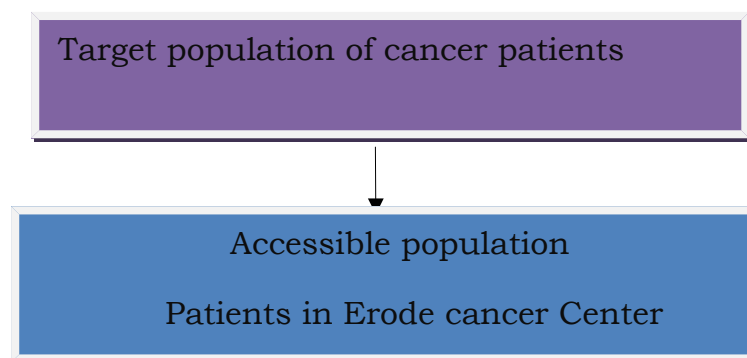 Target population of cancer patients
Accessible population
Patients in Erode cancer Center